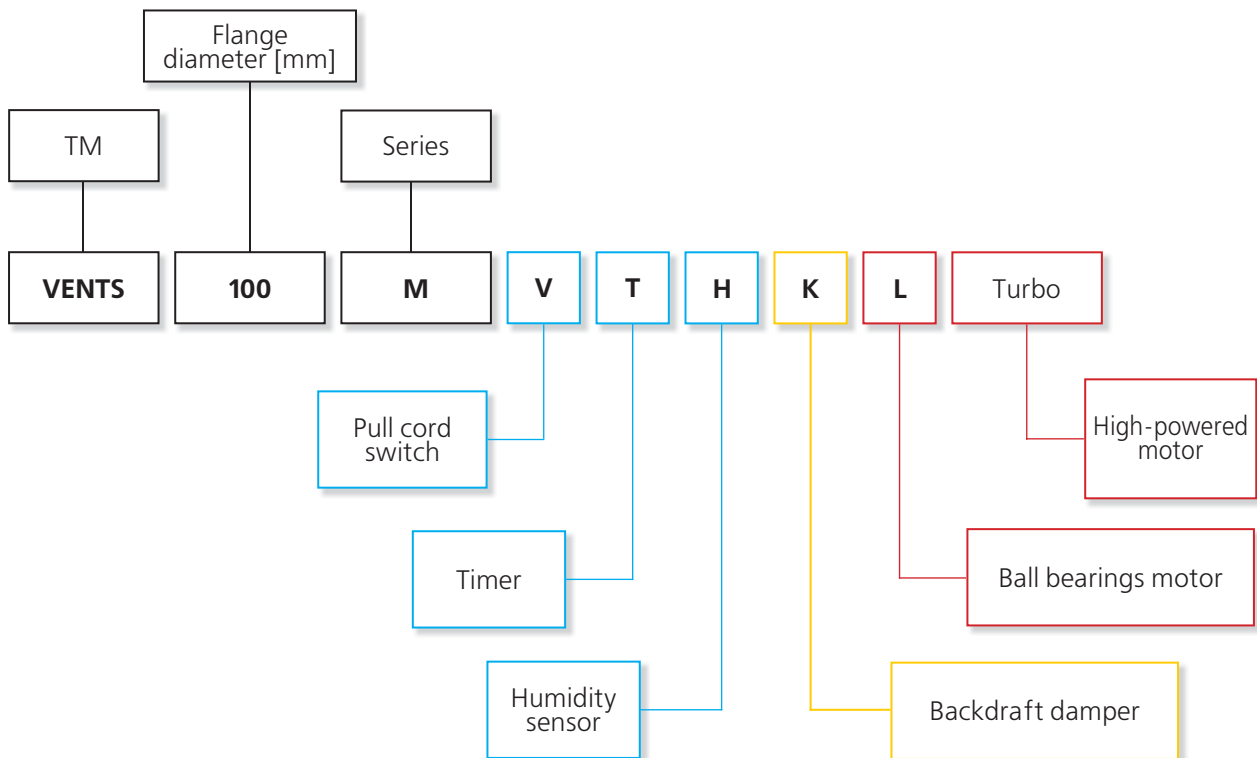 Flange
diameter [mm]
TM
Series
VENTS
100
M
V
T
H
K
L
Turbo
Pull cord
switch
High-powered
motor
Timer
Ball bearings motor
Humidity
sensor
Backdraft damper